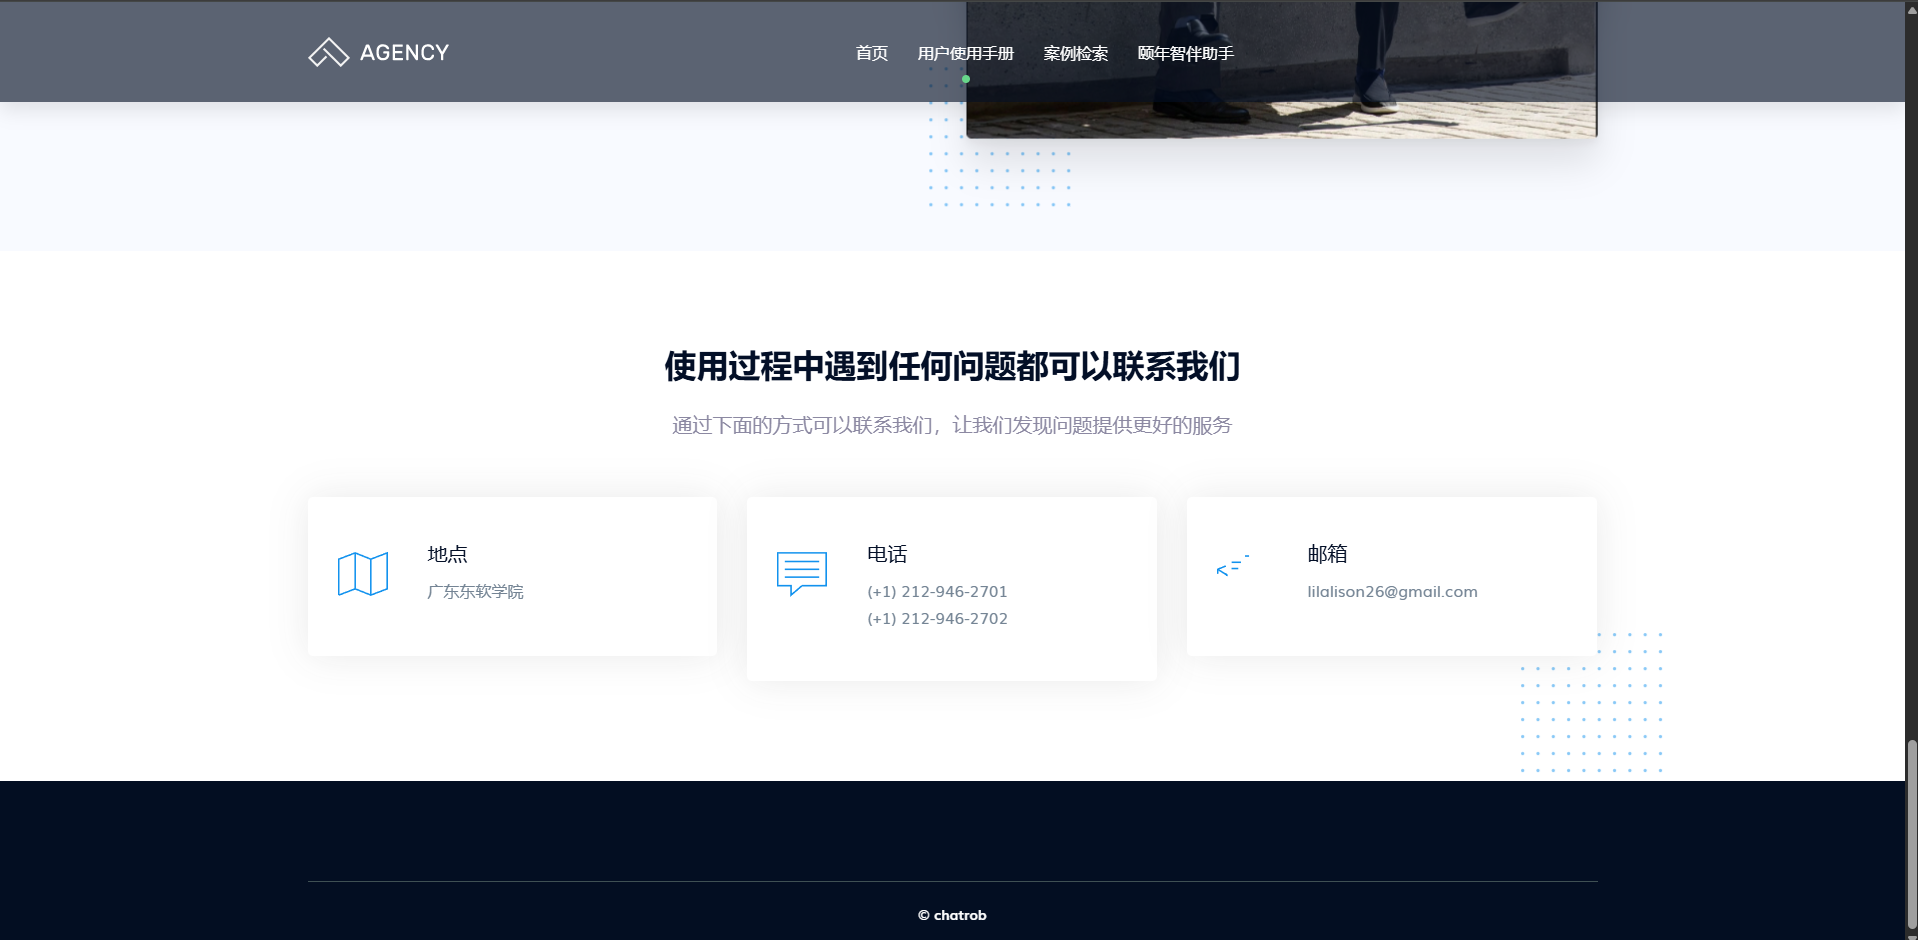 AGENCY
首页 用户使用手册 案例检索 颐年智伴助手
使用过程中遇到任何问题都可以联系我们
通过下面的方式可以联系我们，让我们发现问题提供更好的服务
地点
广东东软学院
电话
(+1) 212-946-2701
(+1) 212-946-2702
邮箱
lilalison26@gmail.com
© chatrob